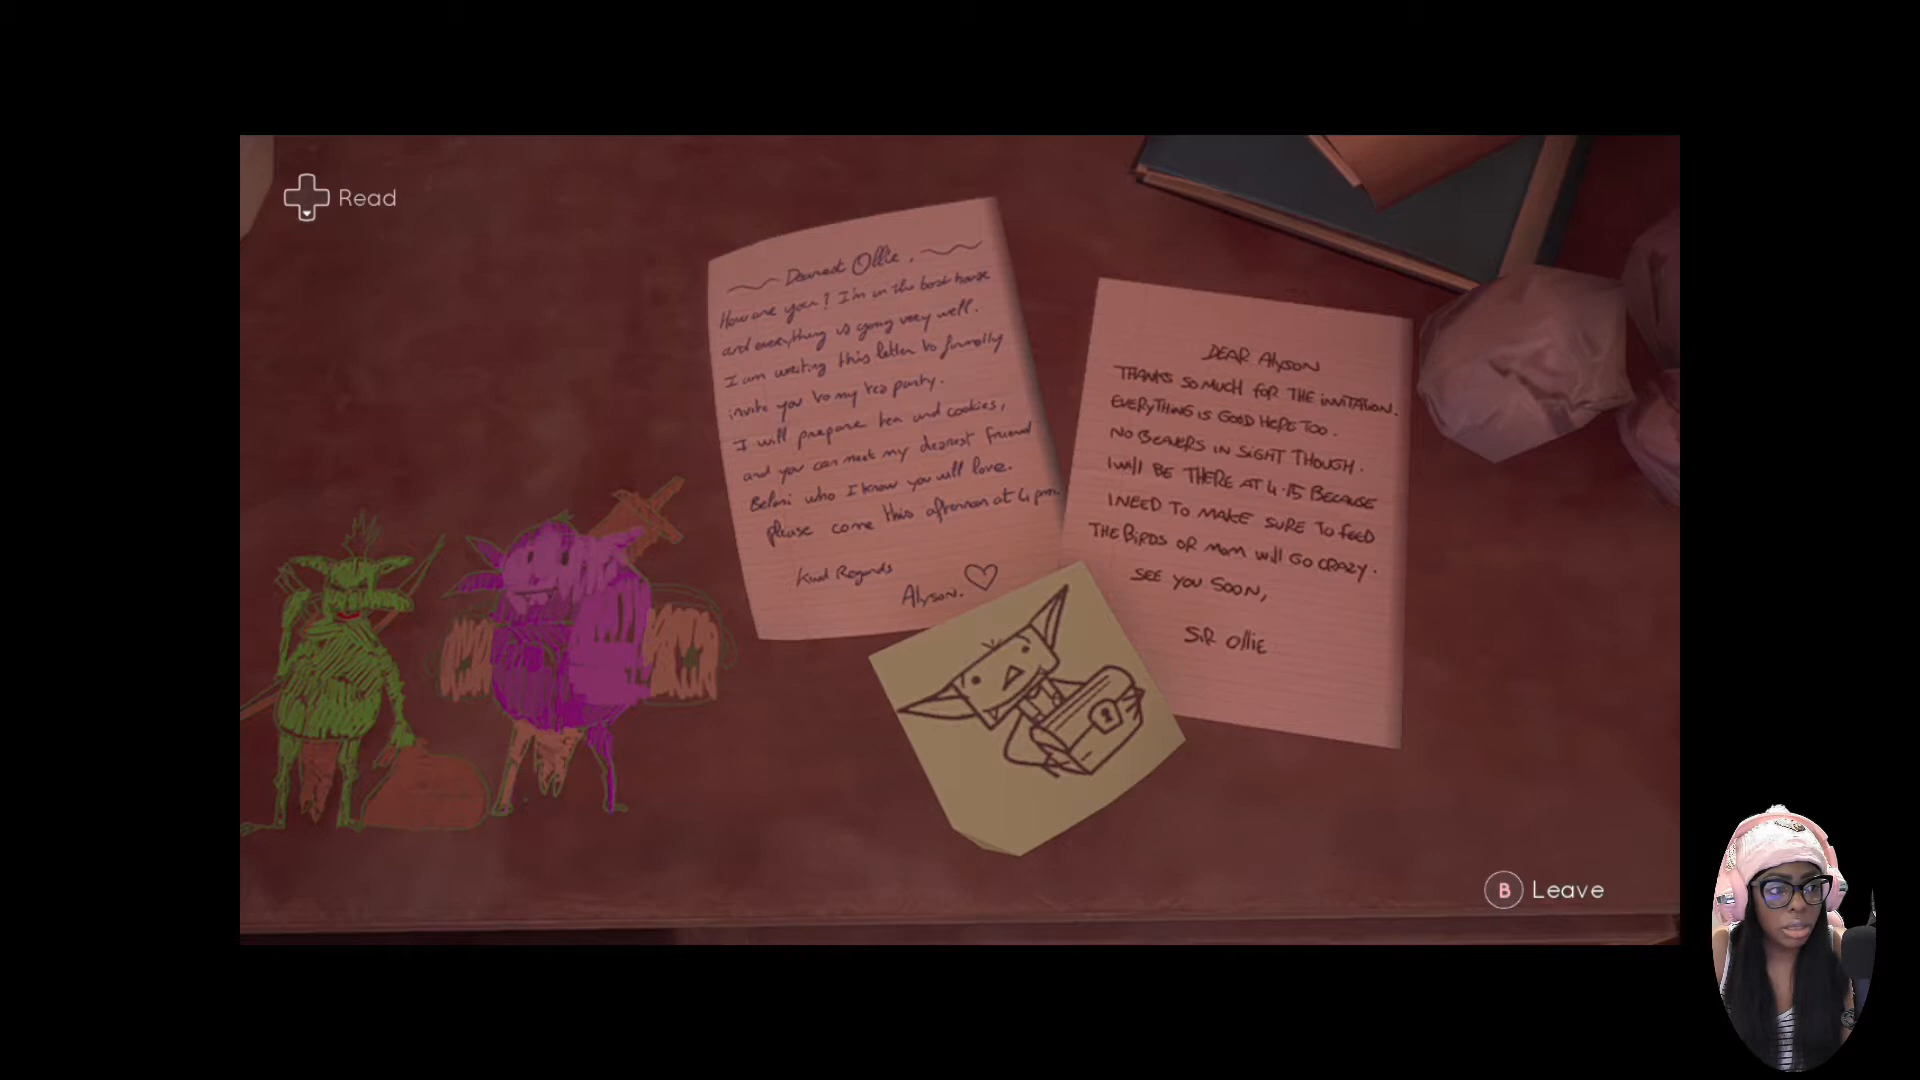 Read
Dearest Ollie,
How are you? I'm in the boat house
and everything is going very well.
I am writing this letter to formally
invite you to my tea party.
I will prepare tea and cookies,
and you can meet my dearest friend
Beloni who I know you will love.
please come this afternoon at 4 pm.
Kind Regards
Alyson.
DEAR Alyson
THANKS SO MUCH FOR THE INVITATION.
EVERYTHING IS GOOD HERE TOO.
NO BEAVERS IN SIGHT THOUGH.
I will BE THERE AT 4.15 BECAUSE
I NEED TO MAKE SURE TO FEED
THE BIRDS OR MOM will GO CRAZY.
SEE YOU SOON,
SIR Ollie
B Leave